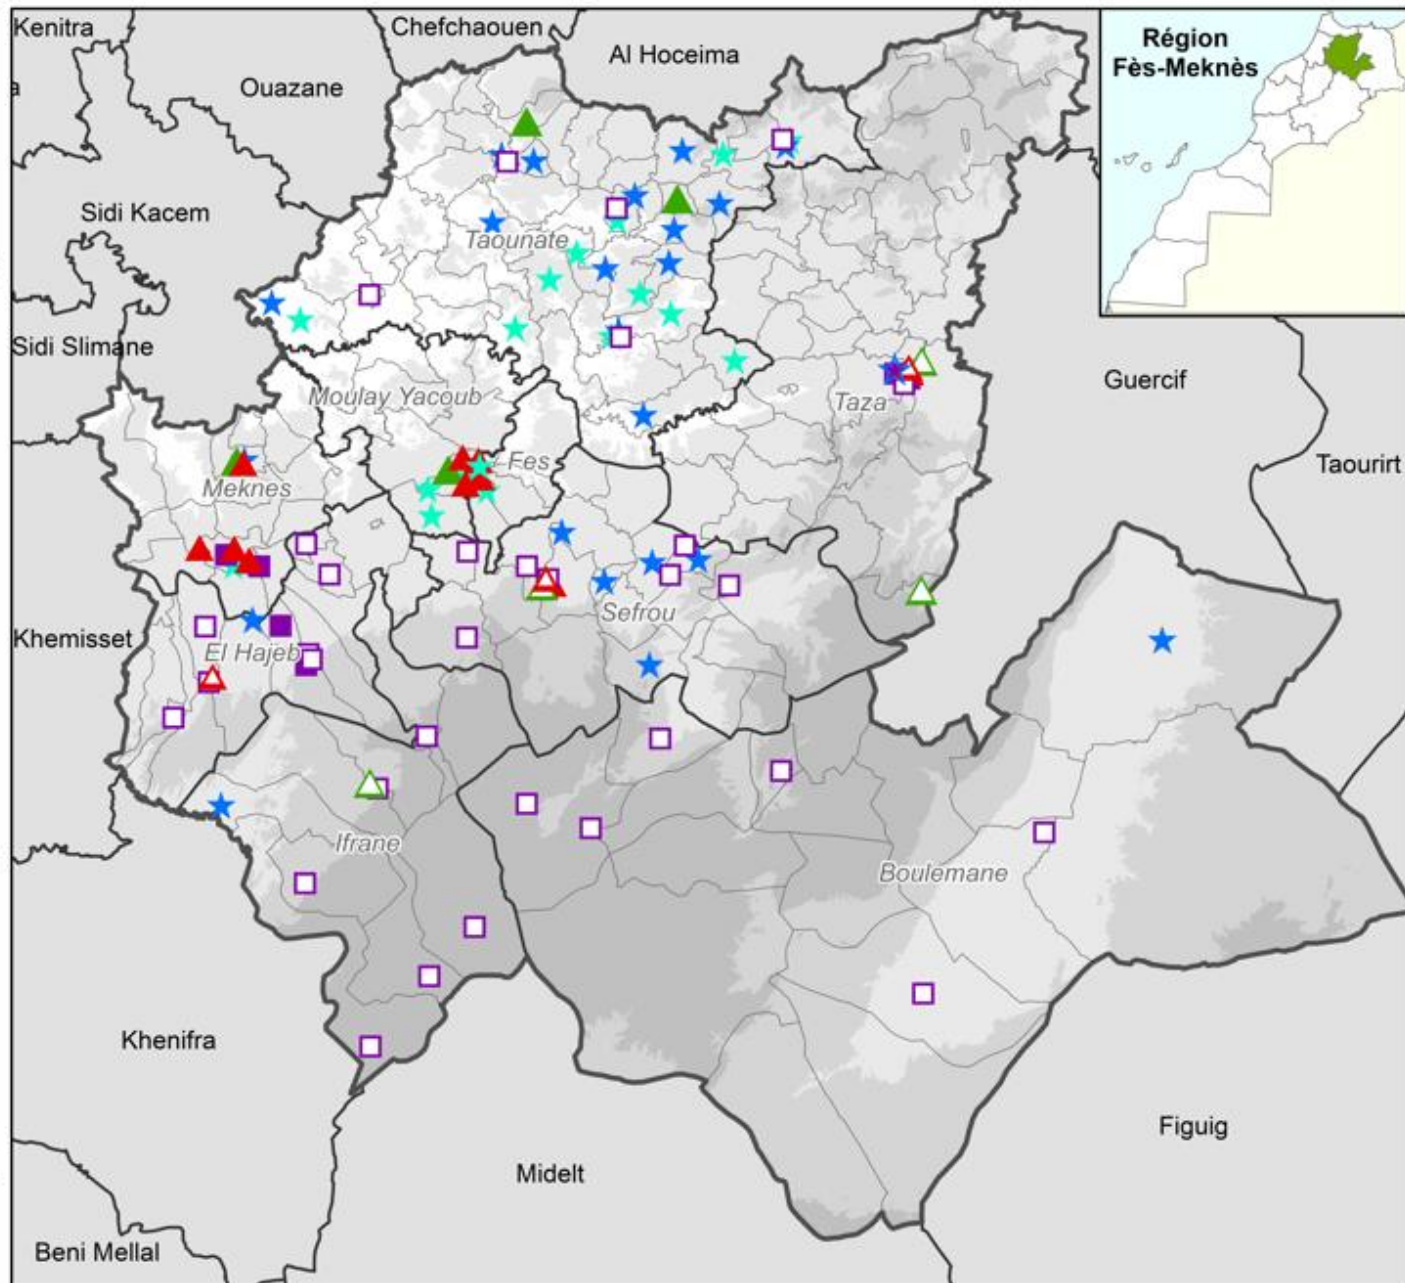 Kenitra
Chefchaouen
Al Hoceima
Région
Fès-Meknès
Ouazane
a
Sidi Kacem
Taounate
Sidi Slimane
Moulay Yacoub
Guercif
Taza
Fes
Taourirt
Meknes
Sefrou
Khemisset
El Hajeb
Ifrane
Boulemane
Khenifra
Figuig
Midelt
Beni Mellal